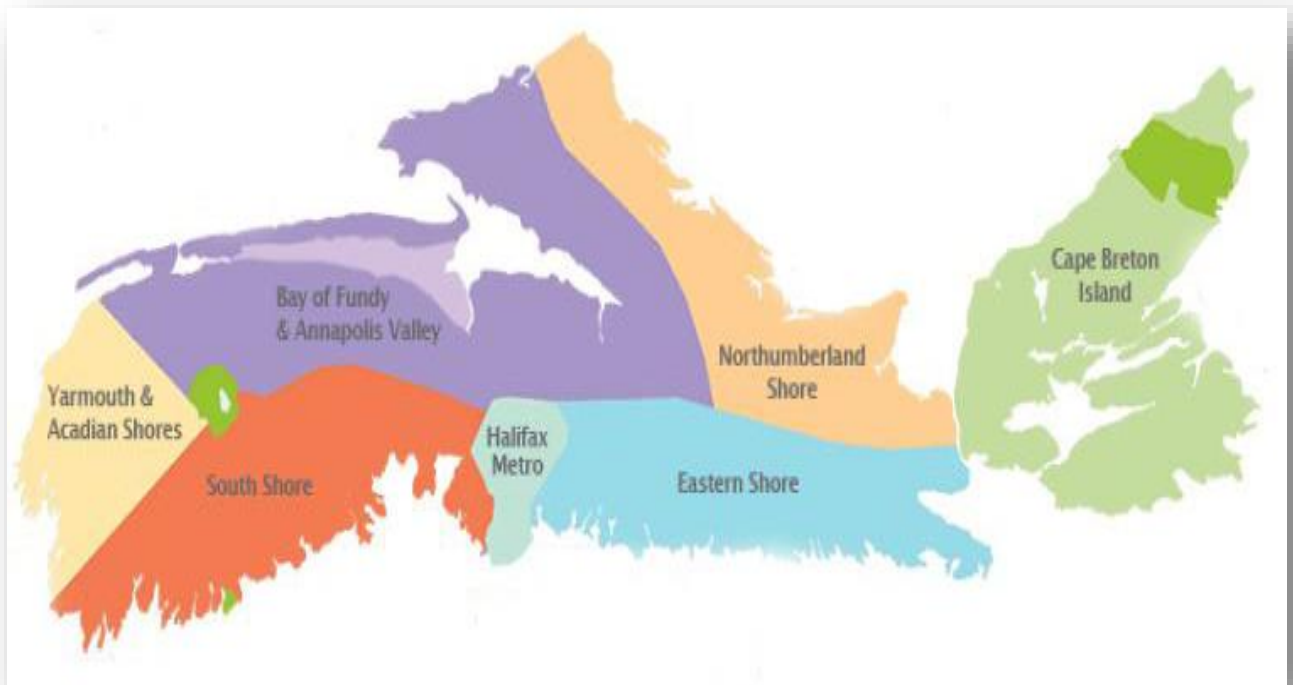 Cape Breton
Island
Bay of Fundy
& Annapolis Valley
Northumberland
Shore
Yarmouth &
Acadian Shores
Halifax
Metro
South Shore
Eastern Shore